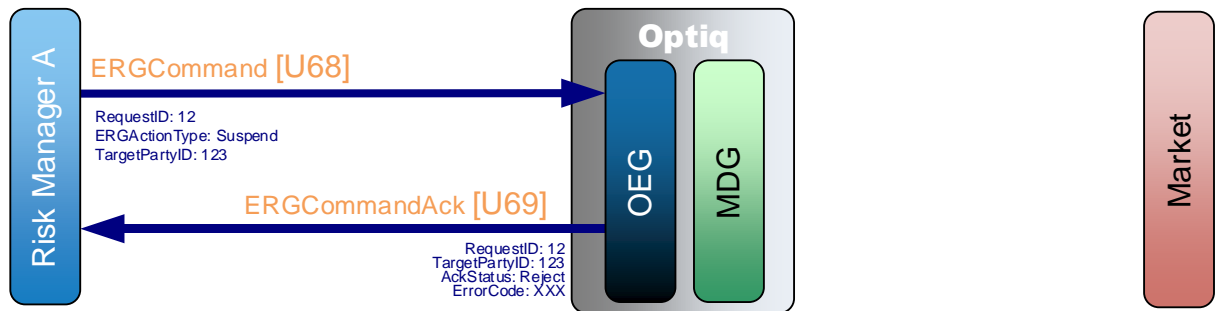 Risk Manager A
ERGCommand [U68]
RequestID: 12
ERGActionType: Suspend
TargetPartyID: 123
ERGCommandAck [U69]
RequestID: 12
TargetPartyID: 123
AckStatus: Reject
ErrorCode: XXX
Optiq
OEG
MDG
Market